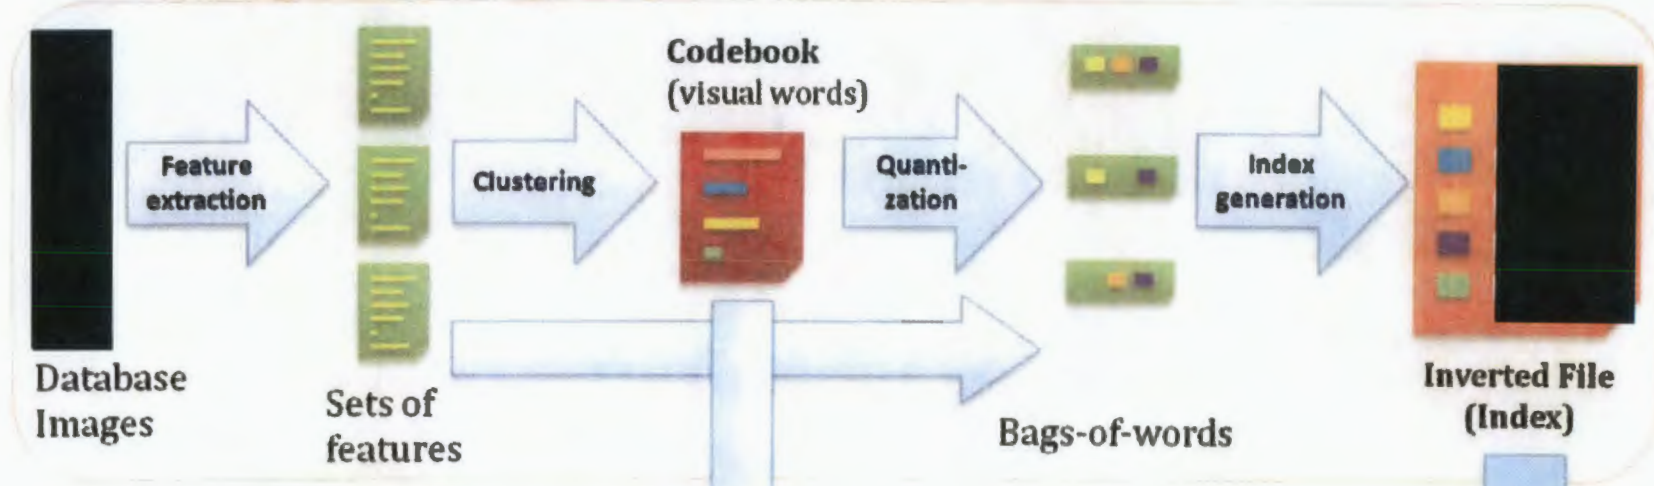 Database
Images
Feature
extraction
Sets of
features
Clustering
Codebook
(visual words)
Quanti-
zation
Bags-of-words
Index
generation
Inverted File
(Index)